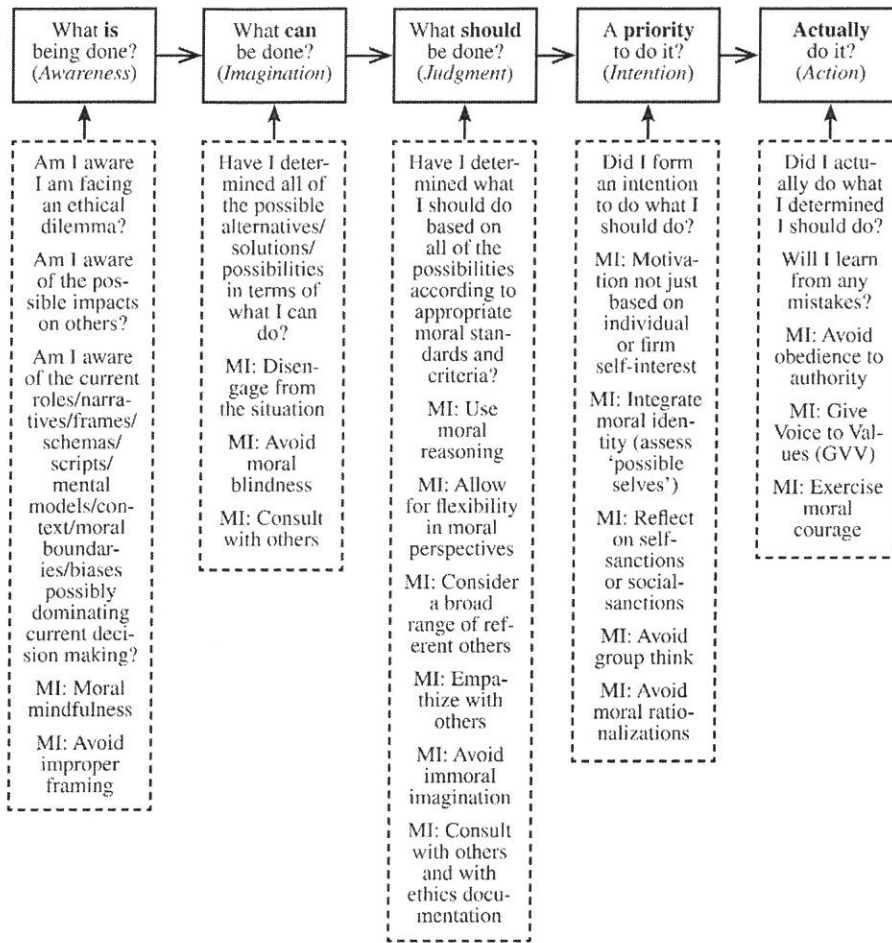 What is
being done?
(Awareness)
What can
be done?
(Imagination)
What should
be done?
(Judgment)
A priority
to do it?
(Intention)
Actually
do it?
(Action)
Am I aware
I am facing
an ethical
dilemma?
Am I aware
of the pos-
sible impacts
on others?
Am I aware
of the current
roles/narra-
tives/frames/
schemas/
scripts/
mental
models/con-
text/moral
boundar-
ies/biases
possibly
dominating
current deci-
sion making?
MI: Moral
mindfulness
MI: Avoid
improper
framing
Have I deter-
mined all of
the possible
alternatives/
solutions/
possibilities
in terms of
what I can
do?
MI: Disen-
gage from
the situation
MI: Avoid
moral
blindness
MI: Consult
with others
Have I deter-
mined what
I should do
based on
all of the
possibilities
according to
appropriate
moral stan-
dards and
criteria?
MI: Use
moral
reasoning
MI: Allow
for flexibility
in moral
perspectives
MI: Consider
a broad
range of ref-
erent others
MI: Empa-
thize with
others
MI: Avoid
immoral
imagination
MI: Consult
with others
and with
ethics docu-
mentation
Did I form
an intention
to do what I
should do?
MI: Motiva-
tion not just
based on
individual
or firm
self-interest
MI: Integrate
moral iden-
tity (assess
‘possible
selves’)
MI: Reflect
on self-
sanctions
or social-
sanctions
MI: Avoid
group think
MI: Avoid
moral ratio-
nalizations
Did I actu-
ally do what
I determined
I should do?
Will I learn
from any
mistakes?
MI: Avoid
obedience to
authority
MI: Give
Voice to Val-
ues (GVV)
MI: Exercise
moral
courage